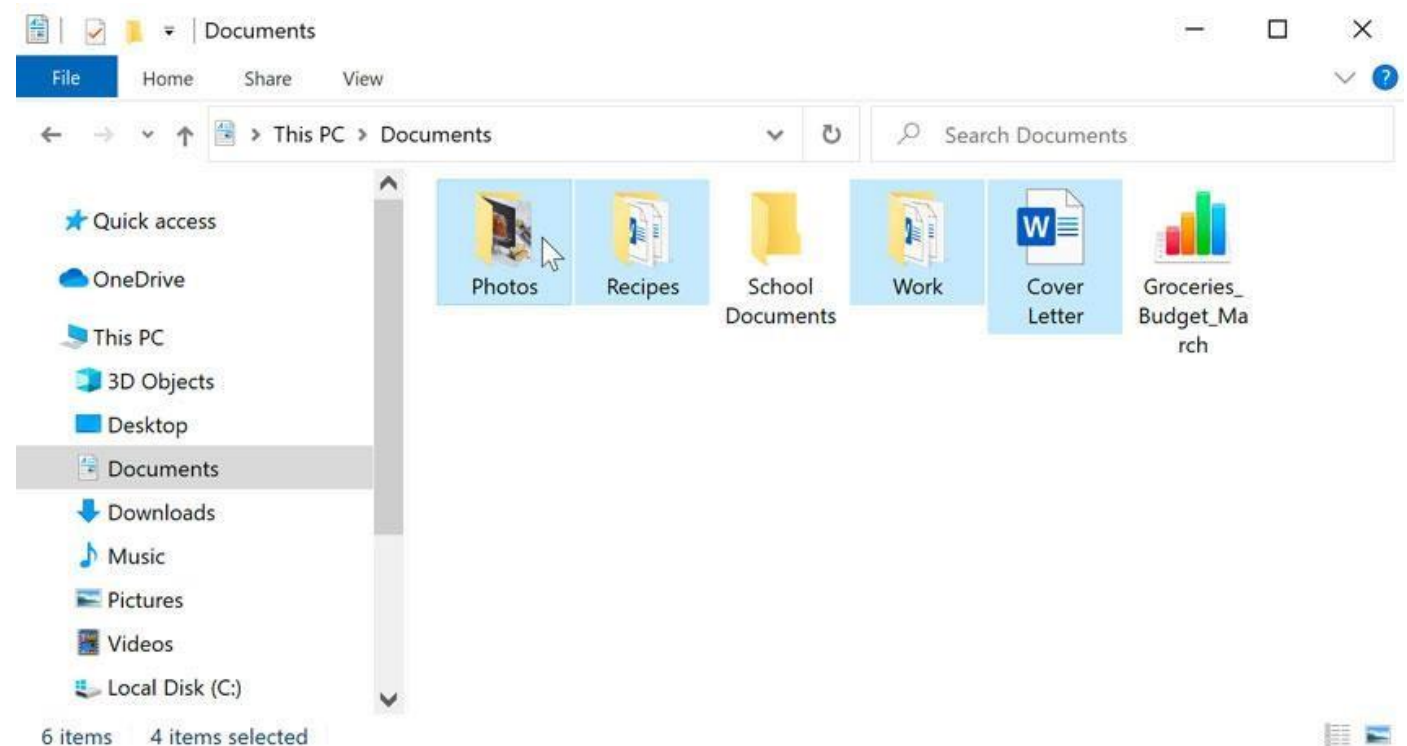 Documents
File Home Share View
?
This PC > Documents
Search Documents
Quick access
OneDrive
This PC
3D Objects
Desktop
Documents
Downloads
Music
Pictures
Videos
Local Disk (C:)
Photos
Recipes
School
Documents
Work
W
Cover
Letter
Groceries_
Budget_Ma
rch
6 items 4 items selected